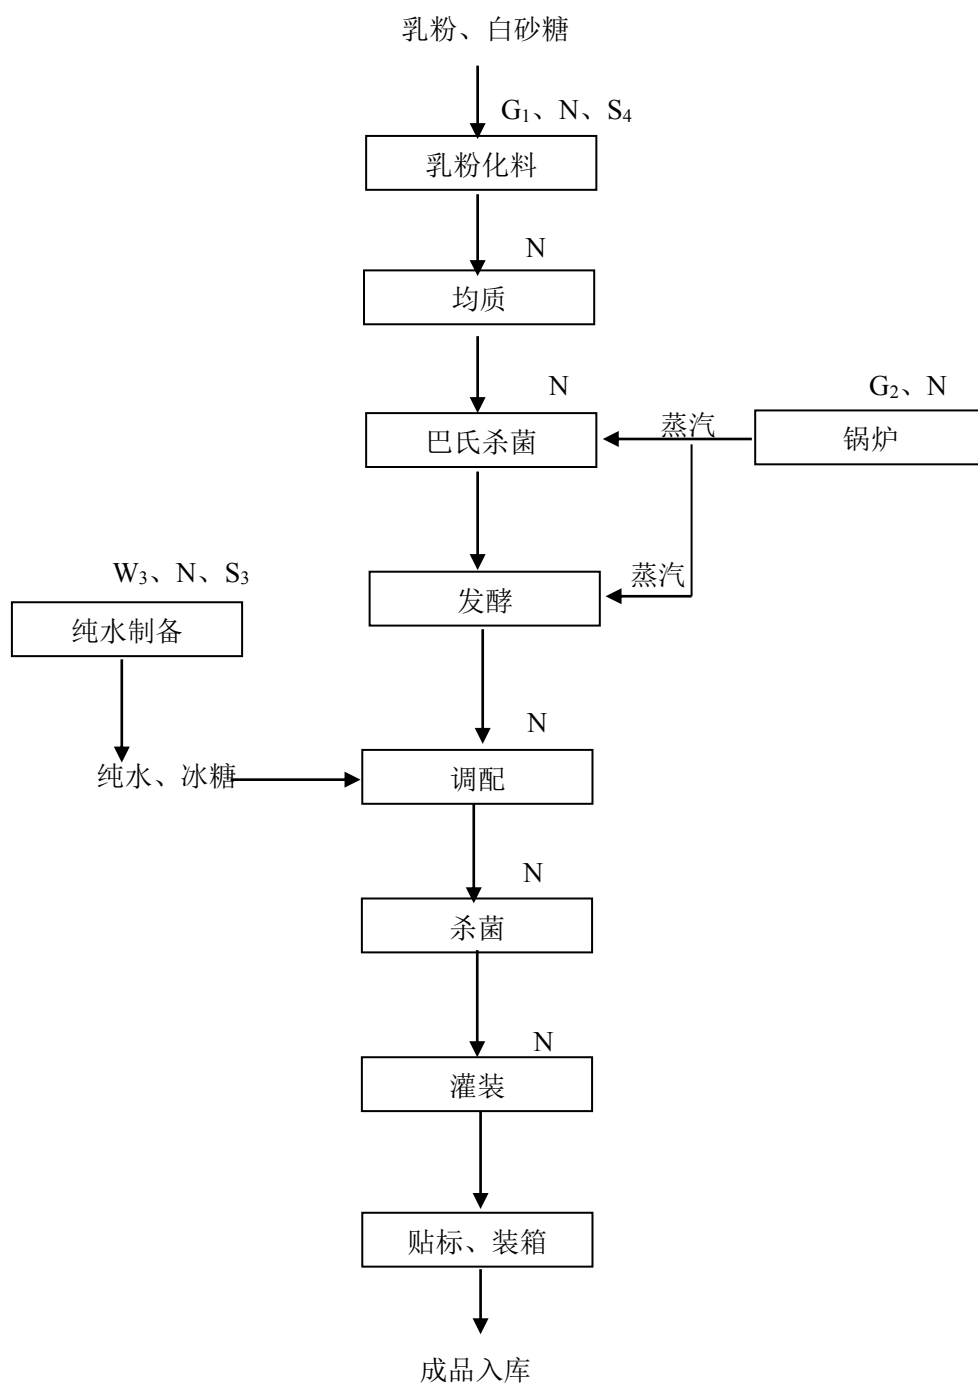 乳粉、白砂糖
G₁、N、S₄
乳粉化料
N
均质
N
G₂、N
巴氏杀菌
蒸汽
锅炉
W₃、N、S₃
蒸汽
发酵
纯水制备
N
纯水、冰糖
调配
N
杀菌
N
灌装
贴标、装箱
成品入库